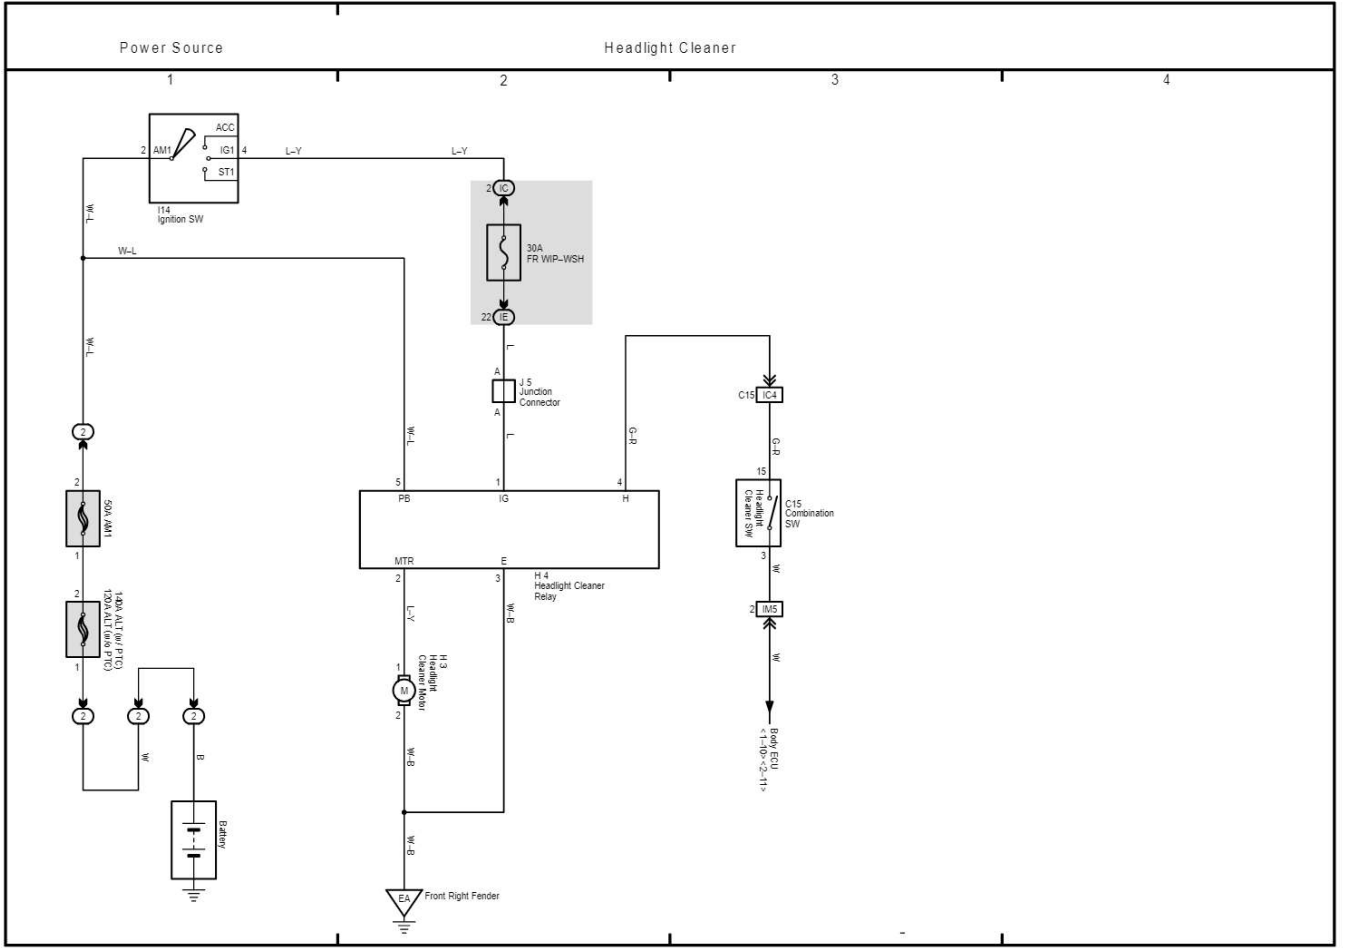 Power Source
Headlight Cleaner
1
2
3
4
ACC
2
AM1
IG1
4
ST1
I14
Ignition SW
L–Y
L–Y
W–L
W–L
W–L
2
IC
30A
FR WIP–WSH
22
IE
L
A
J 5
Junction
Connector
A
L
W–L
G–R
C15
IC4
G–R
15
Headlight
Cleaner SW
C15
Combination
SW
3
W
2
IM5
W
Body ECU
<1–10><2–11>
2
2
50A AM1
1
2
140A ALT (w/ PTC)
120A ALT (w/o PTC)
1
2
2
2
W
B
Battery
5
1
4
PB
IG
H
MTR
E
2
3
H 4
Headlight Cleaner
Relay
L–Y
W–B
1
M
H 3
Headlight
Cleaner Motor
2
W–B
W–B
EA
Front Right Fender